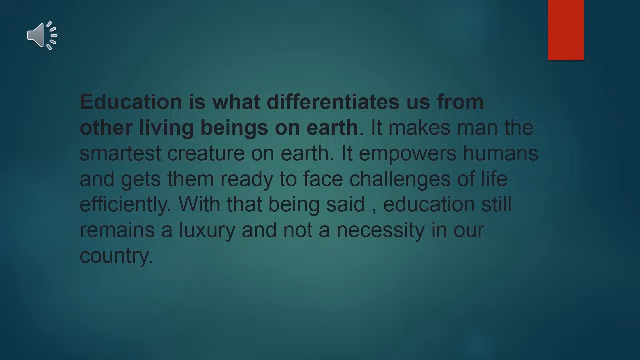 Education is what differentiates us from
other living beings on earth. It makes man the
smartest creature on earth. It empowers humans
and gets them ready to face challenges of life
efficiently. With that being said , education still
remains a luxury and not a necessity in our
country.